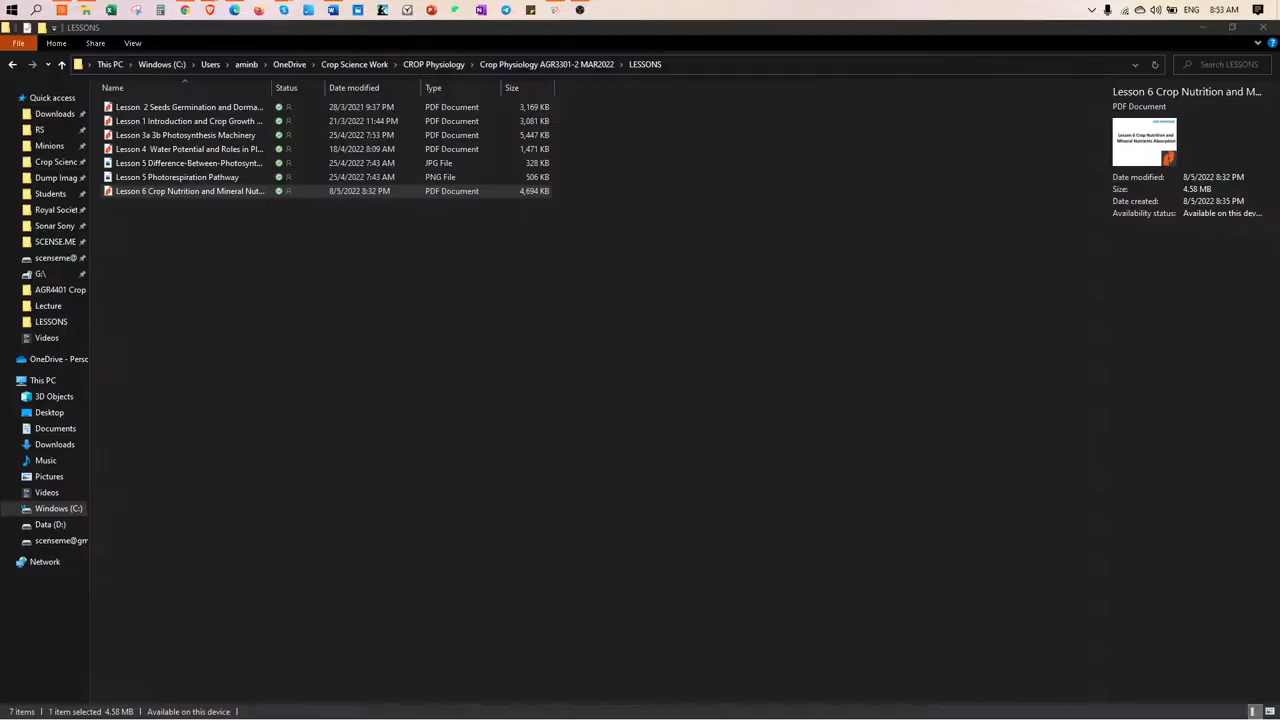 ENG 8:53 AM
LESSONS
File Home Share View
This PC Windows (C:) Users aminb OneDrive Crop Science Work CROP Physiology Crop Physiology AGR3301-2 MAR2022 LESSONS
Search LESSONS
Name Status Date modified Type Size
Lesson 2 Seeds Germination and Dorma... 28/3/2021 9:37 PM PDF Document 3,169 KB
Lesson 1 Introduction and Crop Growth ... 21/3/2022 11:44 PM PDF Document 3,081 KB
Lesson 3a 3b Photosynthesis Machinery 25/4/2022 7:53 PM PDF Document 5,447 KB
Lesson 4 Water Potential and Roles in Pl... 18/4/2022 8:09 AM PDF Document 1,471 KB
Lesson 5 Difference-Between-Photosynt... 25/4/2022 7:43 AM JPG File 328 KB
Lesson 5 Photorespiration Pathway 25/4/2022 7:43 AM PNG File 506 KB
Lesson 6 Crop Nutrition and Mineral Nut... 8/5/2022 8:32 PM PDF Document 4,694 KB
Quick access
Downloads
RS
Minions
Crop Scienc
Dump Imag
Students
Royal Societ
Sonar Sony
SCENSE.ME
scenseme@
G:\
AGR4401 Crop
Lecture
LESSONS
Videos
OneDrive - Perso
This PC
3D Objects
Desktop
Documents
Downloads
Music
Pictures
Videos
Windows (C:)
Data (D:)
scenseme@gm
Network
Lesson 6 Crop Nutrition and M...
PDF Document
Lesson 6 Crop Nutrition and
Mineral Nutrients Absorption
Date modified: 8/5/2022 8:32 PM
Size: 4.58 MB
Date created: 8/5/2022 8:35 PM
Availability status: Available on this dev...
7 items 1 item selected 4.58 MB Available on this device